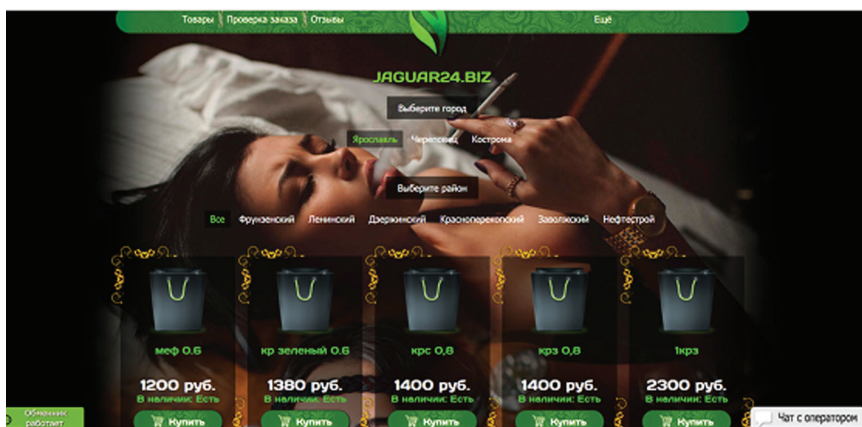 Товары Проверка заказа Отзывы Ещё
JAGUAR24.BIZ
Выберите город
Ярославль Череповец Кострома
Выберите район
Все Фрунзенский Ленинский Дзержинский Красноперекопский Заволжский Нефтестрой
меф 0.6 кр зеленый 0.6 крс 0,8 крз 0,8 1крз
1200 руб. 1380 руб. 1400 руб. 1400 руб. 2300 руб.
В наличии: Есть В наличии: Есть В наличии: Есть В наличии: Есть В наличии: Есть
Купить Купить Купить Купить Купить
Обменник
работает
Чат с оператором